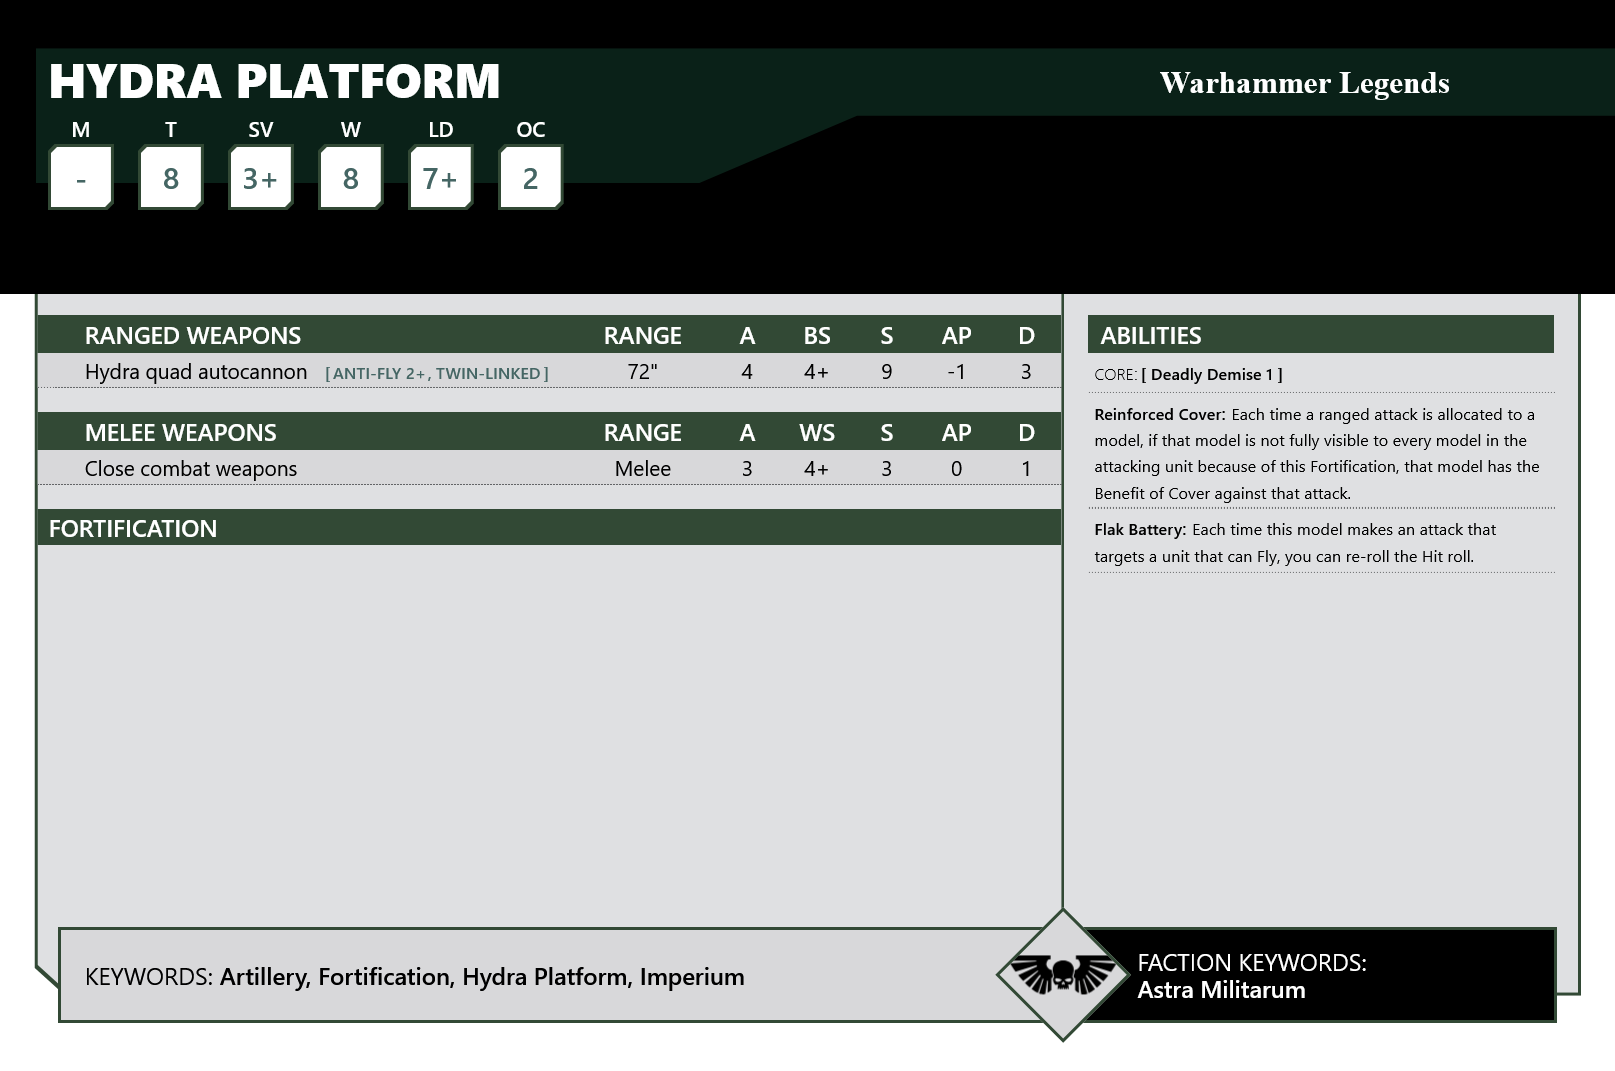 HYDRA PLATFORM
Warhammer Legends
M T SV W LD OC
- 8 3+ 8 7+ 2
RANGED WEAPONS RANGE A BS S AP D
Hydra quad autocannon [ ANTI-FLY 2+, TWIN-LINKED ] 72" 4 4+ 9 -1 3
MELEE WEAPONS RANGE A WS S AP D
Close combat weapons Melee 3 4+ 3 0 1
FORTIFICATION
ABILITIES
CORE: [ Deadly Demise 1 ]
Reinforced Cover: Each time a ranged attack is allocated to a
model, if that model is not fully visible to every model in the
attacking unit because of this Fortification, that model has the
Benefit of Cover against that attack.
Flak Battery: Each time this model makes an attack that
targets a unit that can Fly, you can re-roll the Hit roll.
KEYWORDS: Artillery, Fortification, Hydra Platform, Imperium
FACTION KEYWORDS:
Astra Militarum